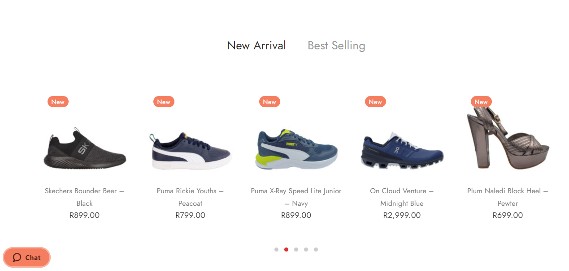 New Arrival Best Selling
New New New New New
Skechers Bounder Beer – Puma Rickie Youths – Puma X-Ray Speed Lite Junior On Cloud Venture – Plum Naledi Block Heel –
Black Peacoat – Navy Midnight Blue Pewter
R899.00 R799.00 R899.00 R2,999.00 R699.00
Chat